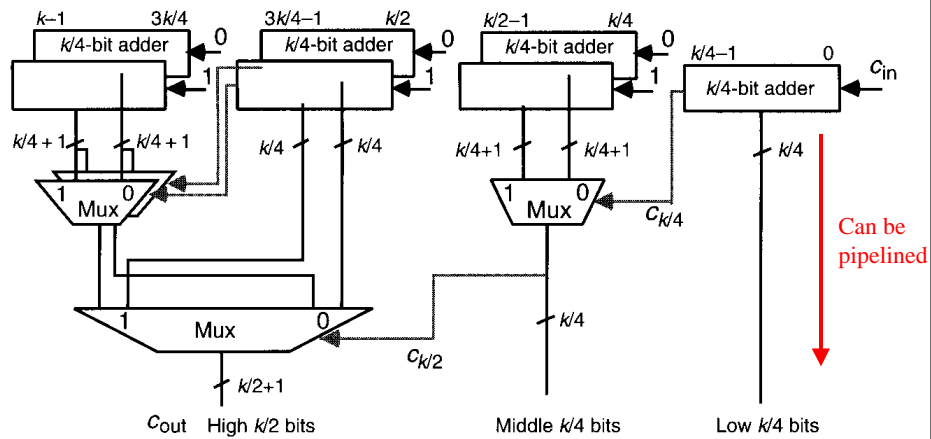 k–1 3k/4 3k/4–1 k/2 k/2–1 k/4
k/4-bit adder 0 k/4-bit adder 0 k/4-bit adder 0 k/4–1 0
1 1 1 k/4-bit adder cin
k/4 + 1 k/4 + 1 k/4 k/4 k/4+1 k/4+1 k/4
1 0 1 0
Mux Mux ck/4
Can be
pipelined
1 0
Mux k/4
ck/2
k/2+1
cout High k/2 bits Middle k/4 bits Low k/4 bits